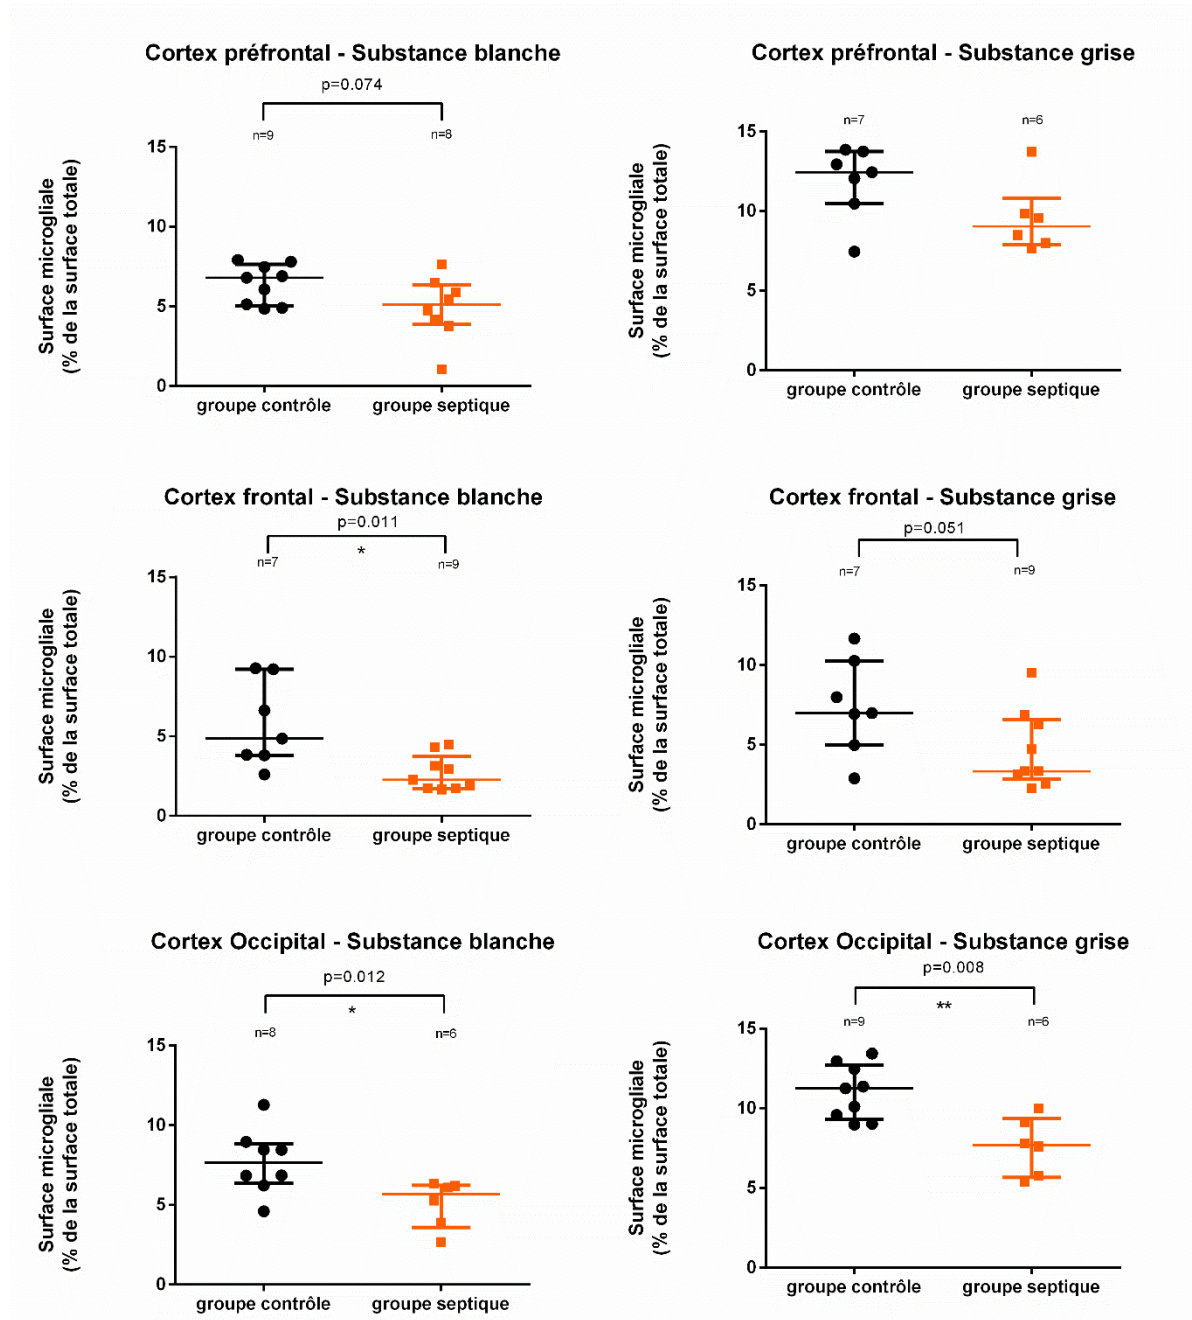 Cortex préfrontal - Substance blanche
p=0.074
n=9
n=8
Surface microgliale
(% de la surface totale)
15
10
5
0
groupe contrôle
groupe septique
Cortex préfrontal - Substance grise
n=7
n=6
Surface microgliale
(% de la surface totale)
15
10
5
0
groupe contrôle
groupe septique
Cortex frontal - Substance blanche
p=0.011
*
n=7
n=9
Surface microgliale
(% de la surface totale)
15
10
5
0
groupe contrôle
groupe septique
Cortex frontal - Substance grise
p=0.051
n=7
n=9
Surface microgliale
(% de la surface totale)
15
10
5
0
groupe contrôle
groupe septique
Cortex Occipital - Substance blanche
p=0.012
*
n=8
n=6
Surface microgliale
(% de la surface totale)
15
10
5
0
groupe contrôle
groupe septique
Cortex Occipital - Substance grise
p=0.008
**
n=9
n=6
Surface microgliale
(% de la surface totale)
15
10
5
0
groupe contrôle
groupe septique